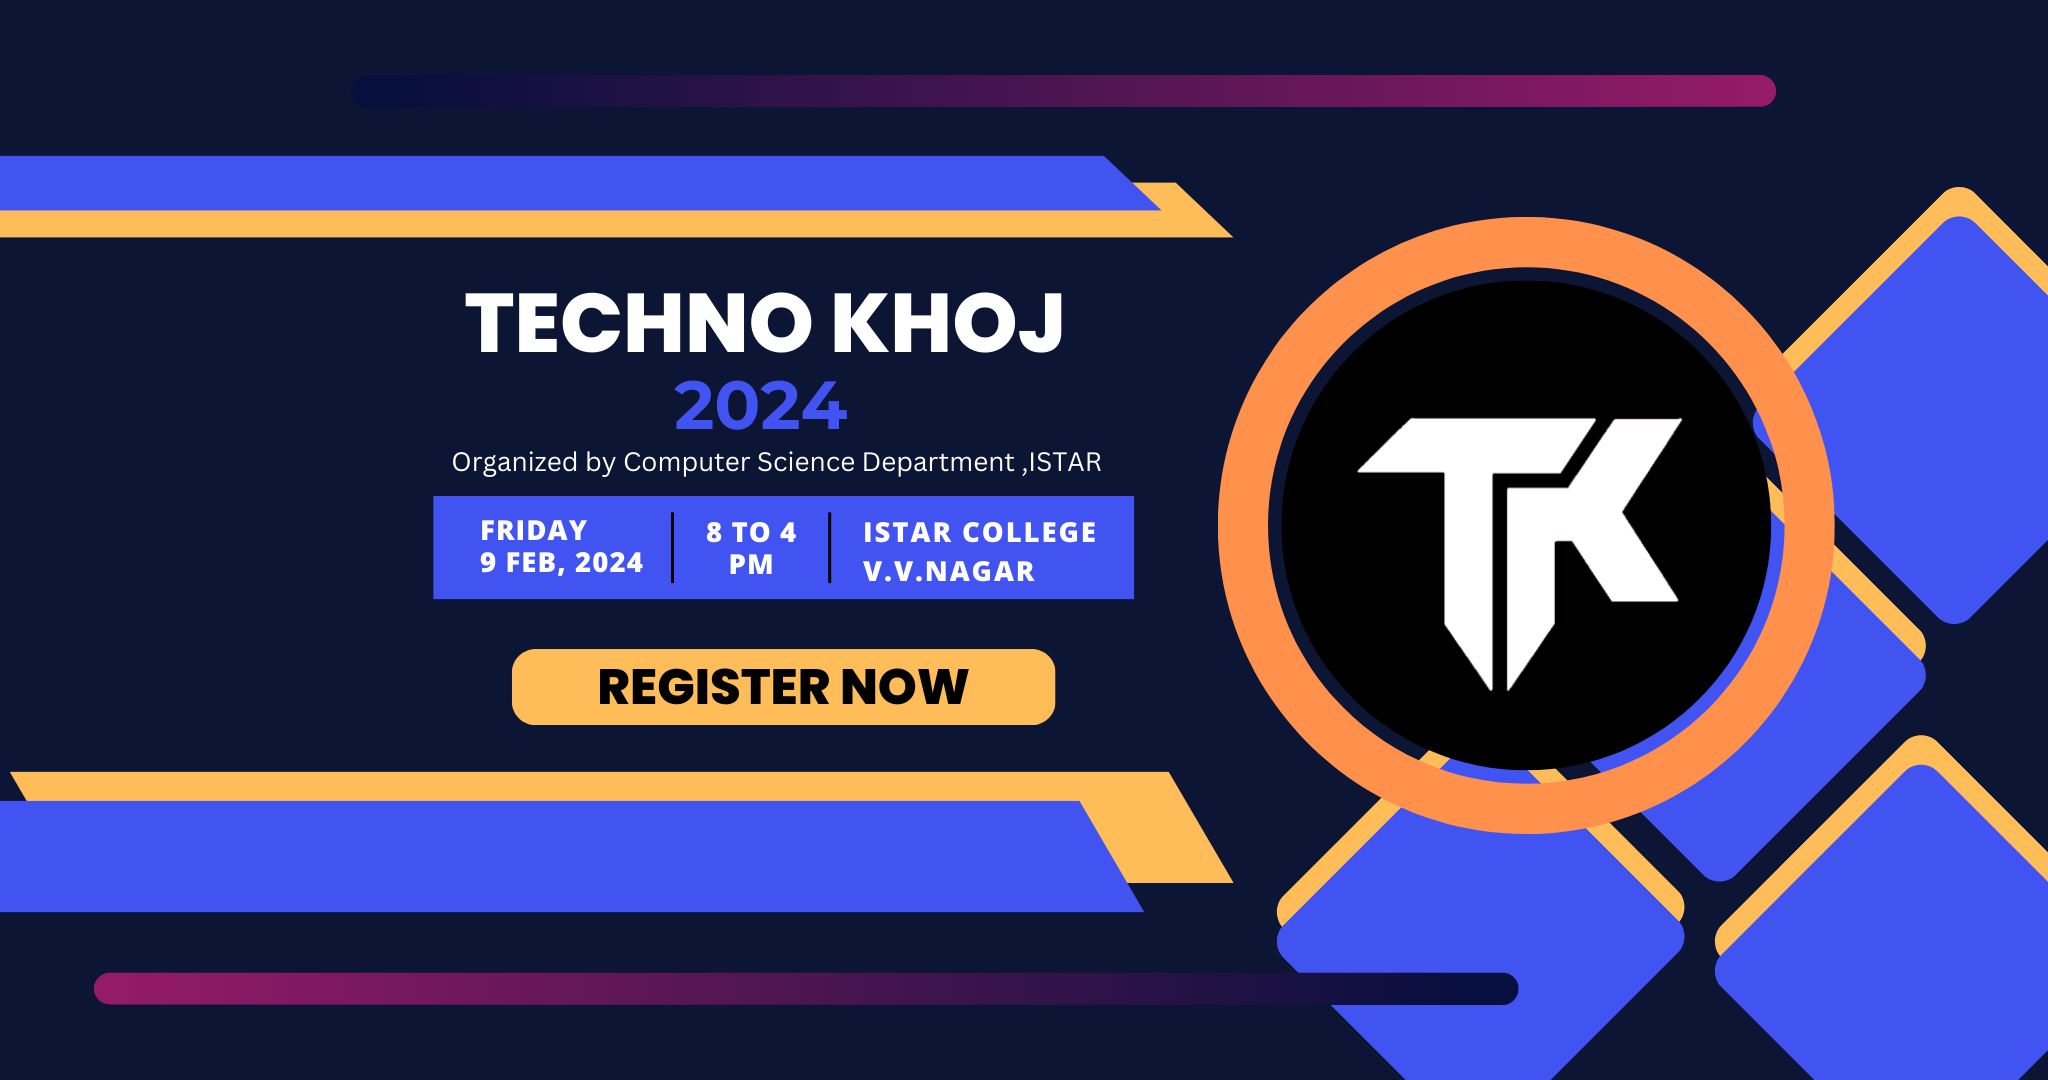 TECHNO KHOJ
2024
Organized by Computer Science Department ,ISTAR
FRIDAY
9 FEB, 2024
8 TO 4
PM
ISTAR COLLEGE
V.V.NAGAR
REGISTER NOW
TK